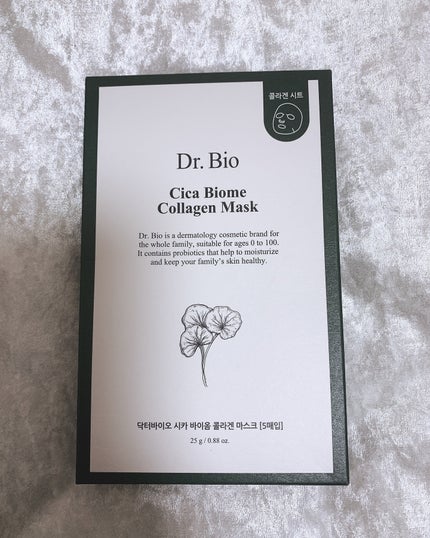 콜라겐 시트
Dr. Bio
Cica Biome
Collagen Mask
Dr. Bio is a dermatology cosmetic brand for
the whole family, suitable for ages 0 to 100.
It contains probiotics that help to moisturize
and keep your family's skin healthy.
닥터바이오 시카 바이옴 콜라겐 마스크 [5매입]
25 g / 0.88 oz.